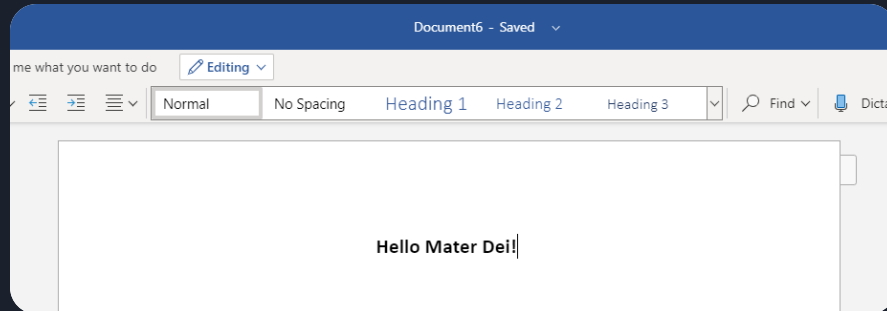 Document6 - Saved
me what you want to do Editing
Normal No Spacing Heading 1 Heading 2 Heading 3 Find Dicta
Hello Mater Dei!